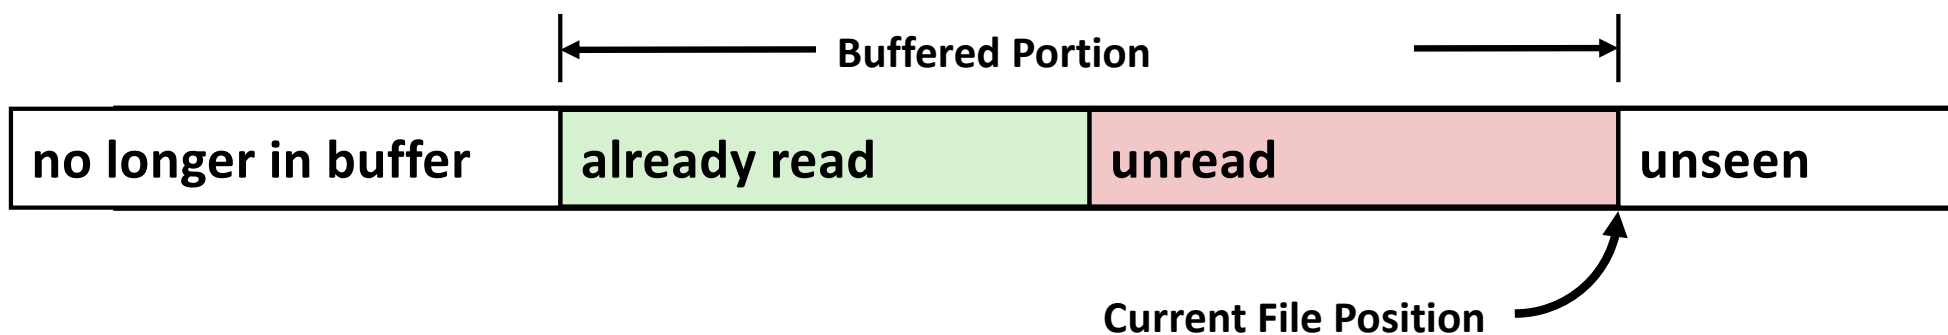 Buffered Portion
no longer in buffer
already read
unread
unseen
Current File Position